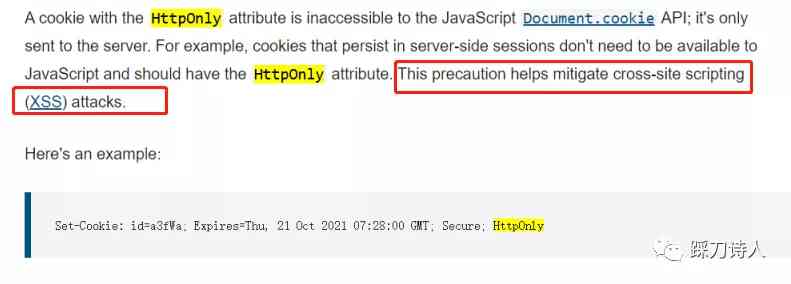 A cookie with the HttpOnly attribute is inaccessible to the JavaScript Document.cookie API; it's only
sent to the server. For example, cookies that persist in server-side sessions don't need to be available to
JavaScript and should have the HttpOnly attribute. This precaution helps mitigate cross-site scripting
(XSS) attacks.
Here's an example:
Set-Cookie: id=a3fWa; Expires=Thu, 21 Oct 2021 07:28:00 GMT; Secure; HttpOnly
踩刀诗人